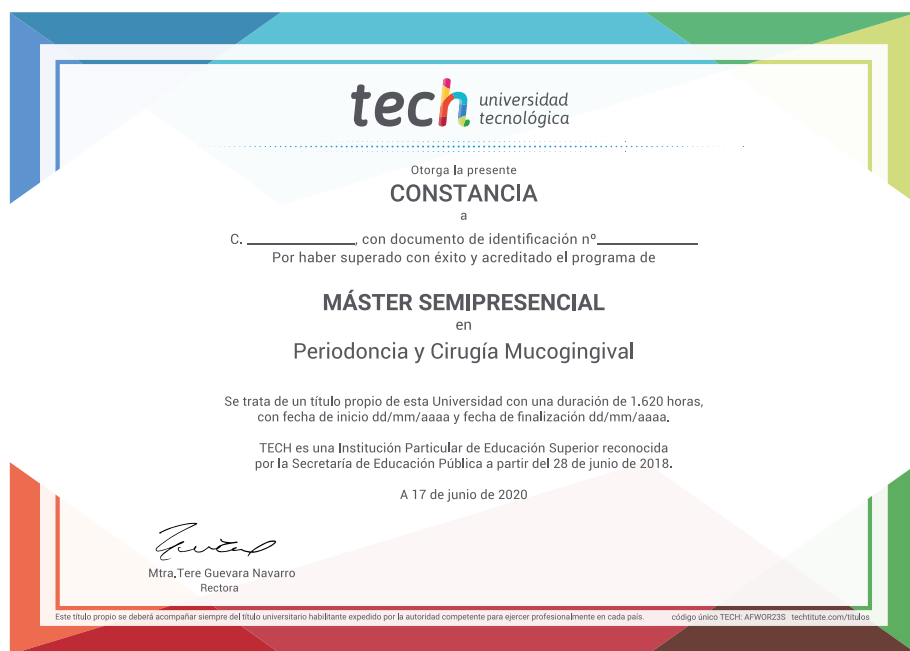 tech universidad
tecnológica
Otorga la presente
CONSTANCIA
a
C. ______________, con documento de identificación nº______________
Por haber superado con éxito y acreditado el programa de
MÁSTER SEMIPRESENCIAL
en
Periodoncia y Cirugía Mucogingival
Se trata de un título propio de esta Universidad con una duración de 1.620 horas,
con fecha de inicio dd/mm/aaaa y fecha de finalización dd/mm/aaaa.
TECH es una Institución Particular de Educación Superior reconocida
por la Secretaría de Educación Pública a partir del 28 de junio de 2018.
A 17 de junio de 2020
Mtra.Tere Guevara Navarro
Rectora
Este título propio se deberá acompañar siempre del título universitario habilitante expedido por la autoridad competente para ejercer profesionalmente en cada país. código único TECH: AFWOR23S techtitute.com/titulos